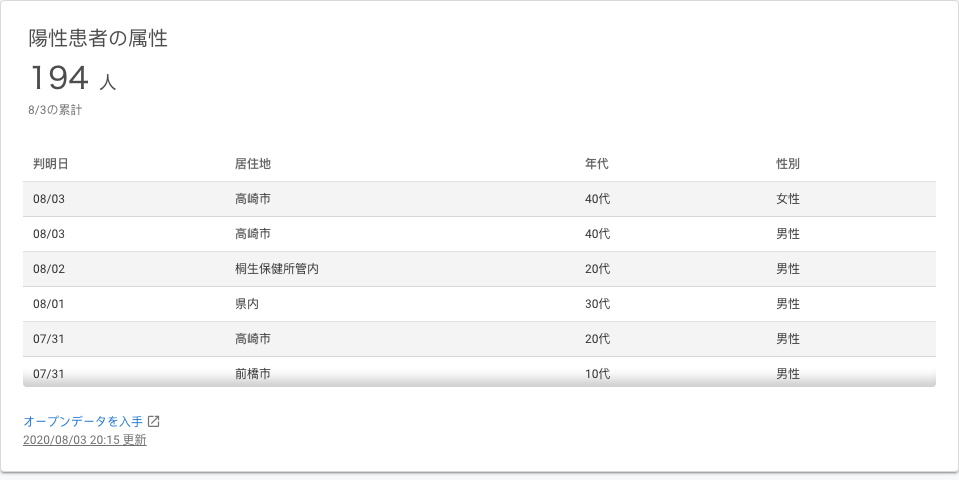 陽性患者の属性
194 人
8/3の累計
判明日 居住地 年代 性別
08/03 高崎市 40代 女性
08/03 高崎市 40代 男性
08/02 桐生保健所管内 20代 男性
08/01 県内 30代 男性
07/31 高崎市 20代 男性
07/31 前橋市 10代 男性
オープンデータを入手
2020/08/03 20:15 更新